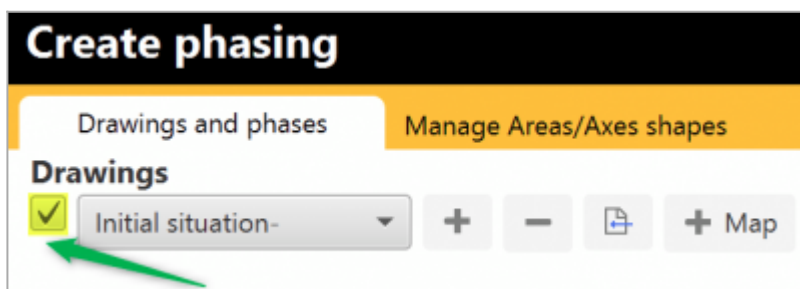 Create phasing
Drawings and phases Manage Areas/Axes shapes
Drawings
Initial situation- + − + Map